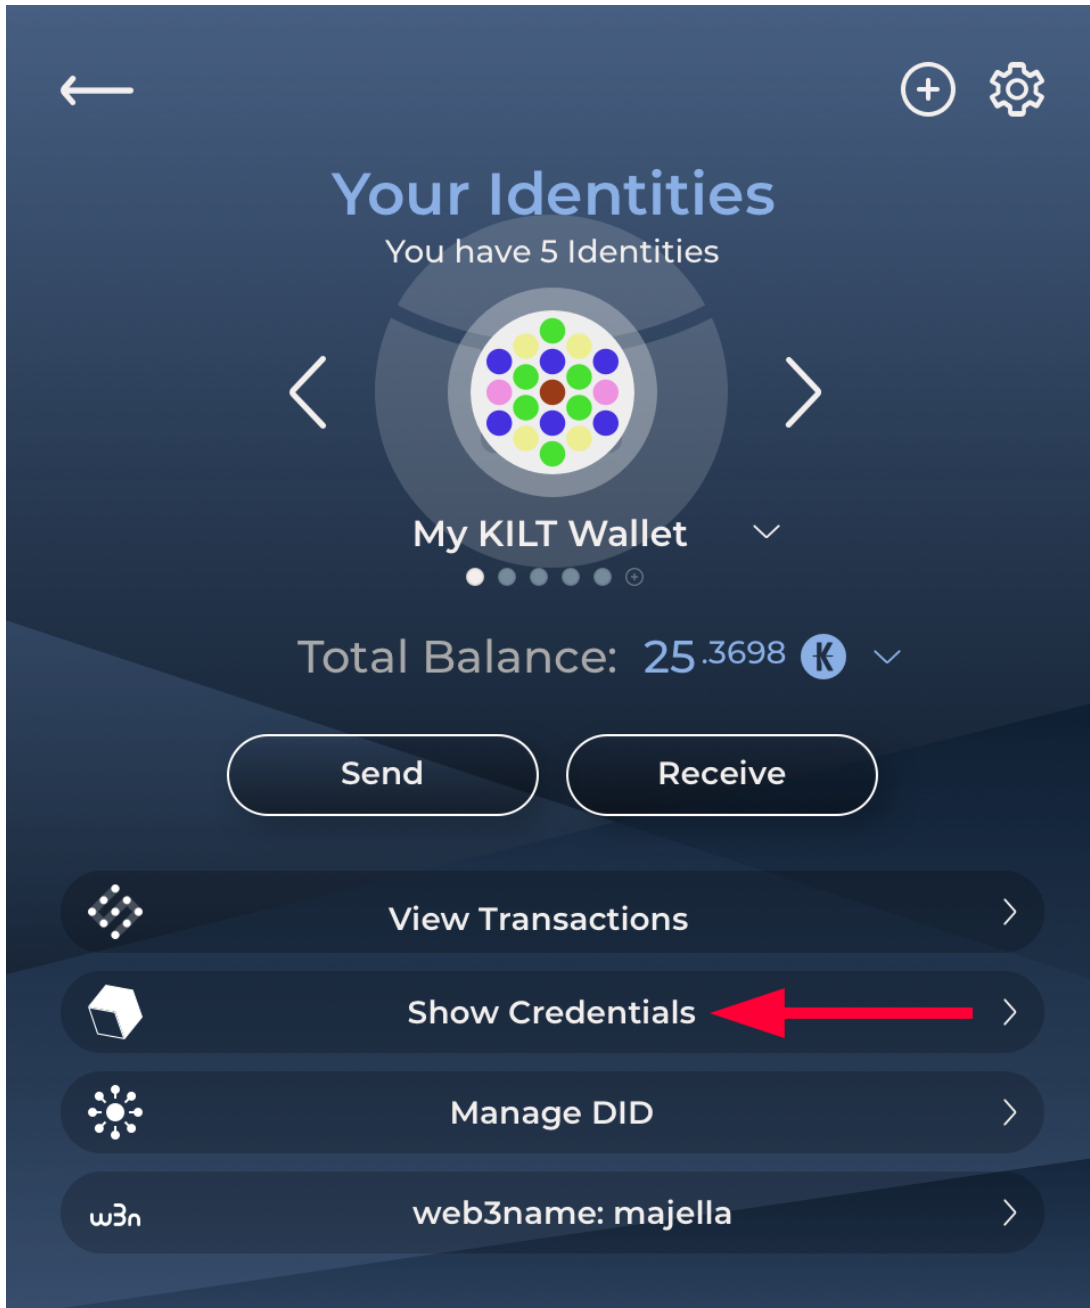 Your Identities
You have 5 Identities
My KILT Wallet
Total Balance: 25.3698
Send
Receive
View Transactions
Show Credentials
Manage DID
w3n
web3name: majella